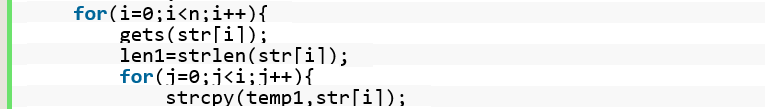 for(i=0;i<n;i++){
gets(str[i]);
len1=strlen(str[i]);
for(j=0;j<i;j++){
strcpy(temp1,str[i]);